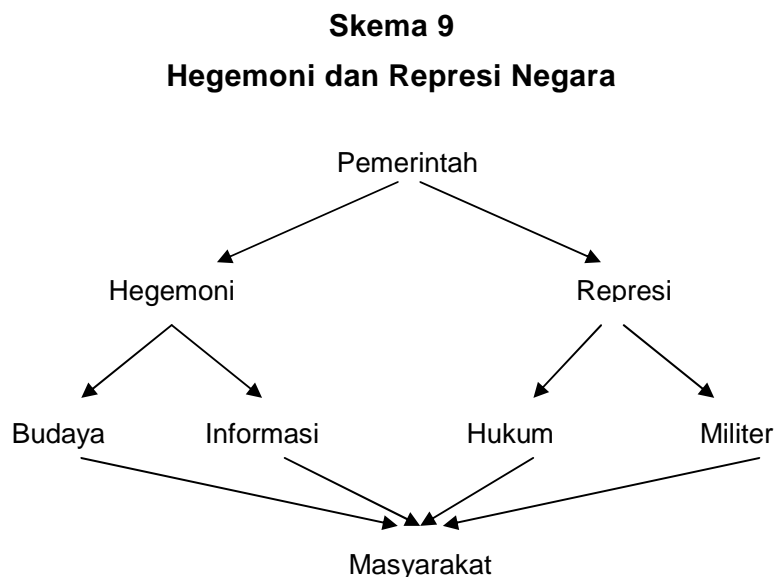 Skema 9
Hegemoni dan Represi Negara
Pemerintah
Hegemoni Represi
Budaya Informasi Hukum Militer
Masyarakat